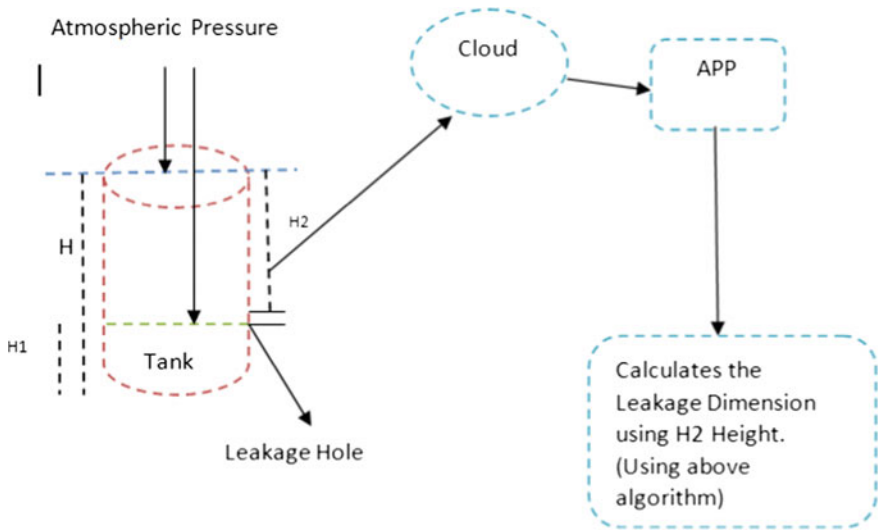 Atmospheric Pressure
Cloud
APP
H2
H
H1
Tank
Leakage Hole
Calculates the
Leakage Dimension
using H2 Height.
(Using above
algorithm)